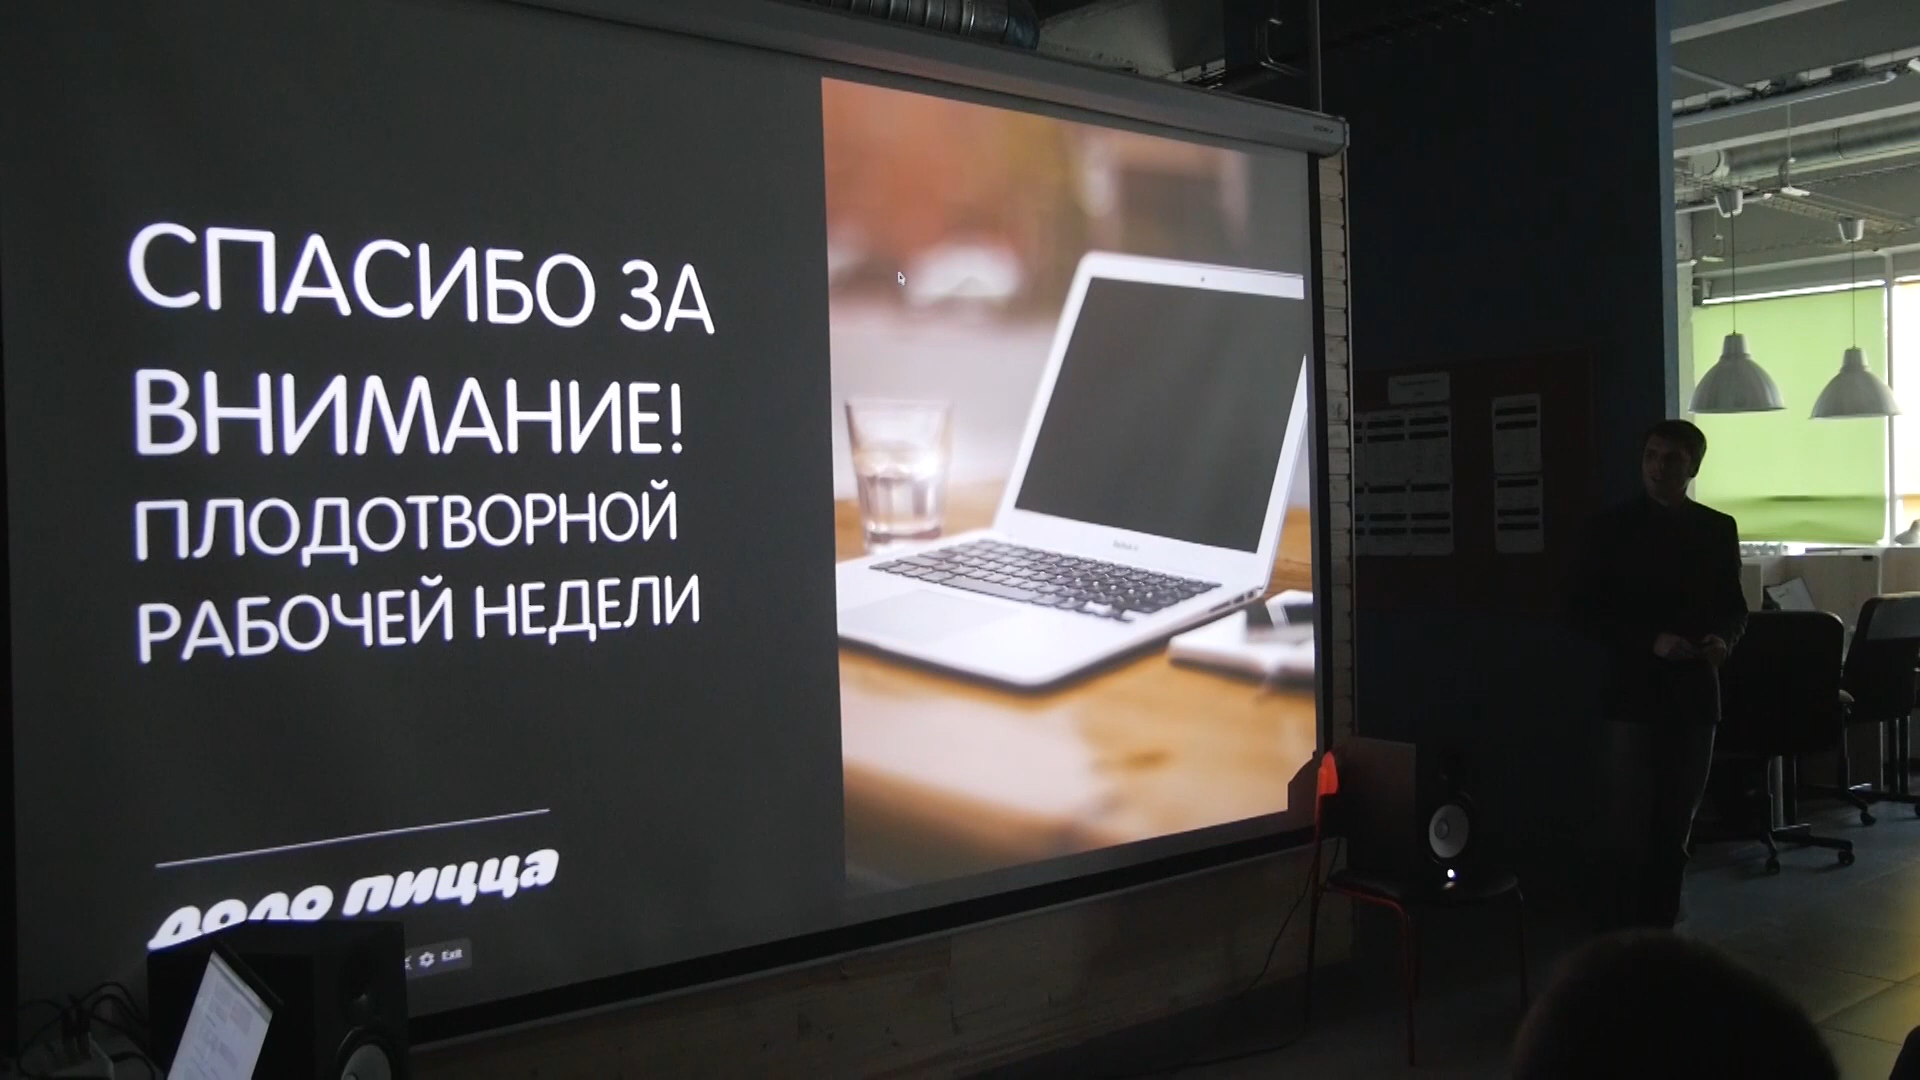 СПАСИБО ЗА
ВНИМАНИЕ!
ПЛОДОТВОРНОЙ
РАБОЧЕЙ НЕДЕЛИ
додо пицца
Exit